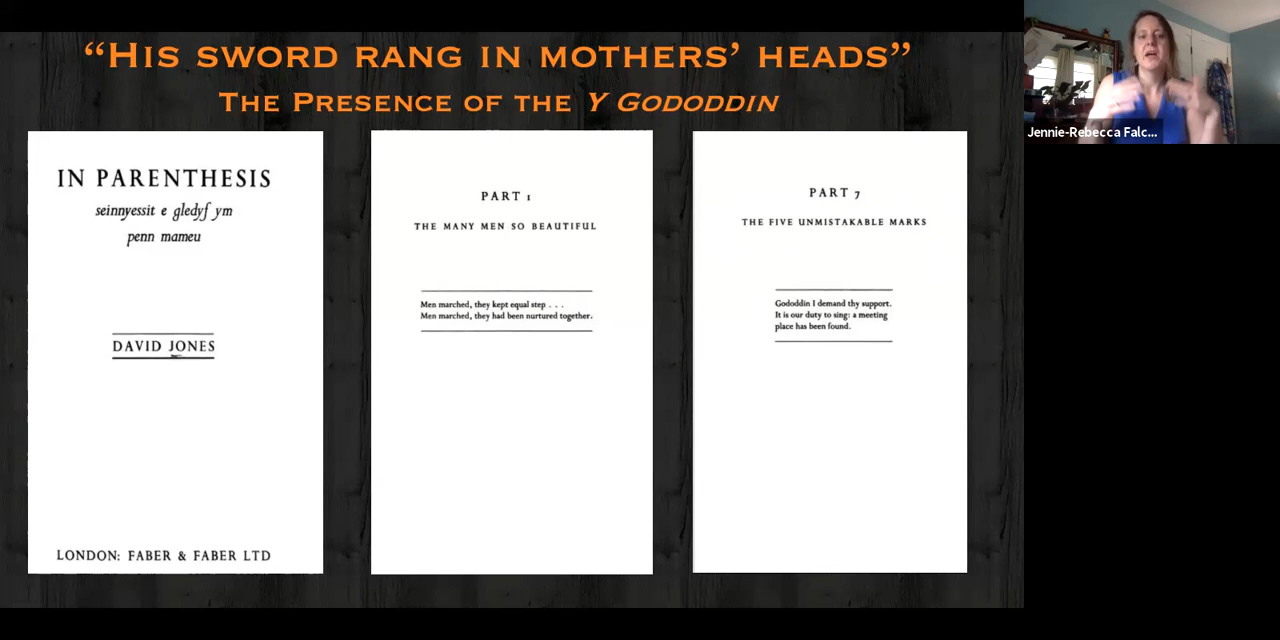 “His sword rang in mothers’ heads”
The Presence of the Y Gododdin
IN PARENTHESIS
seinnyessit e gledyf ym
penn mameu
DAVID JONES
LONDON: FABER & FABER LTD
PART 1
THE MANY MEN SO BEAUTIFUL
Men marched, they kept equal step . . .
Men marched, they had been nurtured together.
PART 7
THE FIVE UNMISTAKABLE MARKS
Gododdin I demand thy support.
It is our duty to sing: a meeting
place has been found.
Jennie-Rebecca Falc...